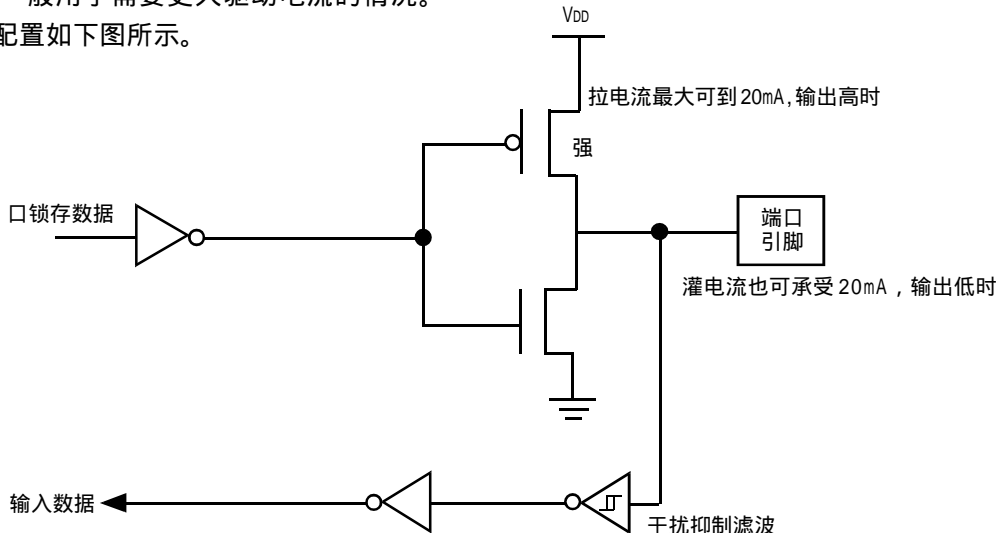 配置如下图所示。
VDD
拉电流最大可到20mA,输出高时
强
口锁存数据
端口
引脚
灌电流也可承受20mA，输出低时
输入数据
干扰抑制滤波